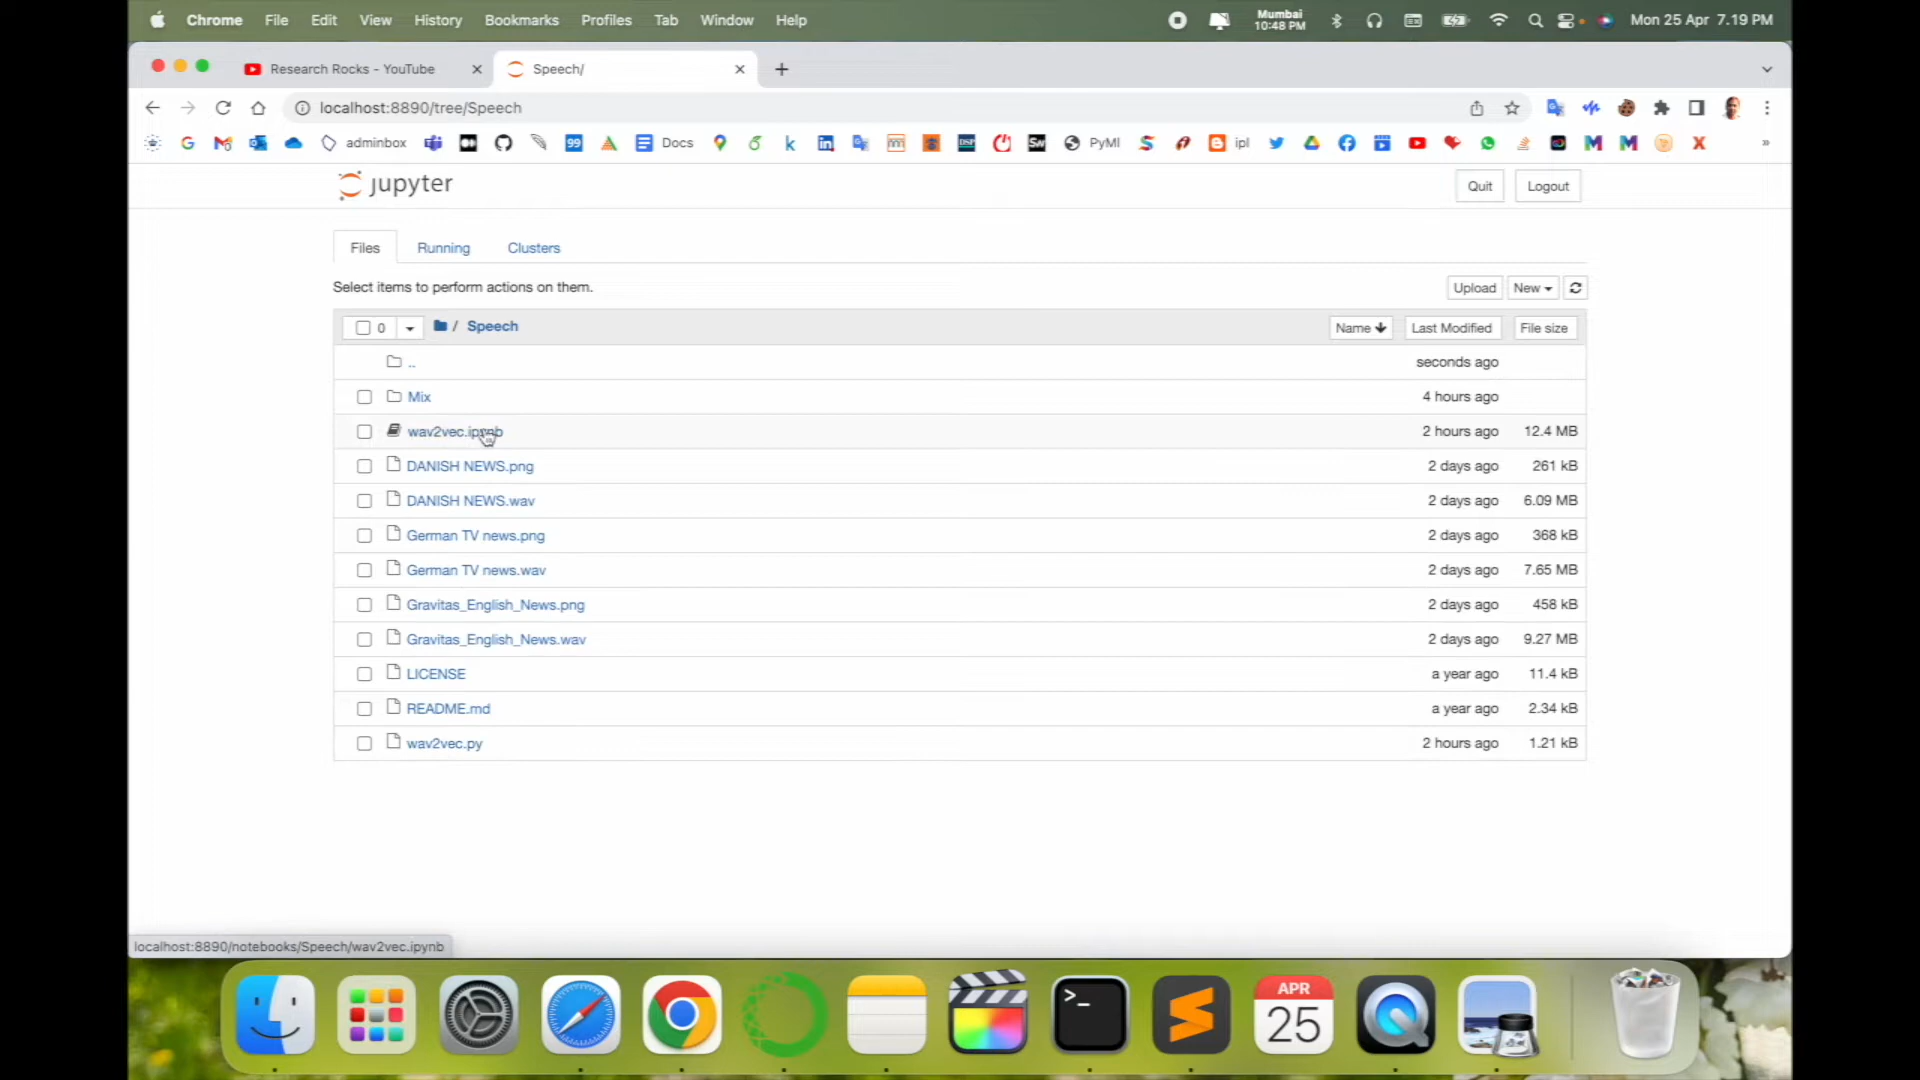 Chrome File Edit View History Bookmarks Profiles Tab Window Help Mumbai 10:48 PM Mon 25 Apr 7.19 PM
Research Rocks - YouTube Speech/
localhost:8890/tree/Speech
adminbox 99 Docs k DSP Sw PyMI ipl »
jupyter Quit Logout
Files Running Clusters
Select items to perform actions on them. Upload New
0 / Speech Name Last Modified File size
.. seconds ago
Mix 4 hours ago
wav2vec.ipynb 2 hours ago 12.4 MB
DANISH NEWS.png 2 days ago 261 kB
DANISH NEWS.wav 2 days ago 6.09 MB
German TV news.png 2 days ago 368 kB
German TV news.wav 2 days ago 7.65 MB
Gravitas_English_News.png 2 days ago 458 kB
Gravitas_English_News.wav 2 days ago 9.27 MB
LICENSE a year ago 11.4 kB
README.md a year ago 2.34 kB
wav2vec.py 2 hours ago 1.21 kB
localhost:8890/notebooks/Speech/wav2vec.ipynb
APR
25